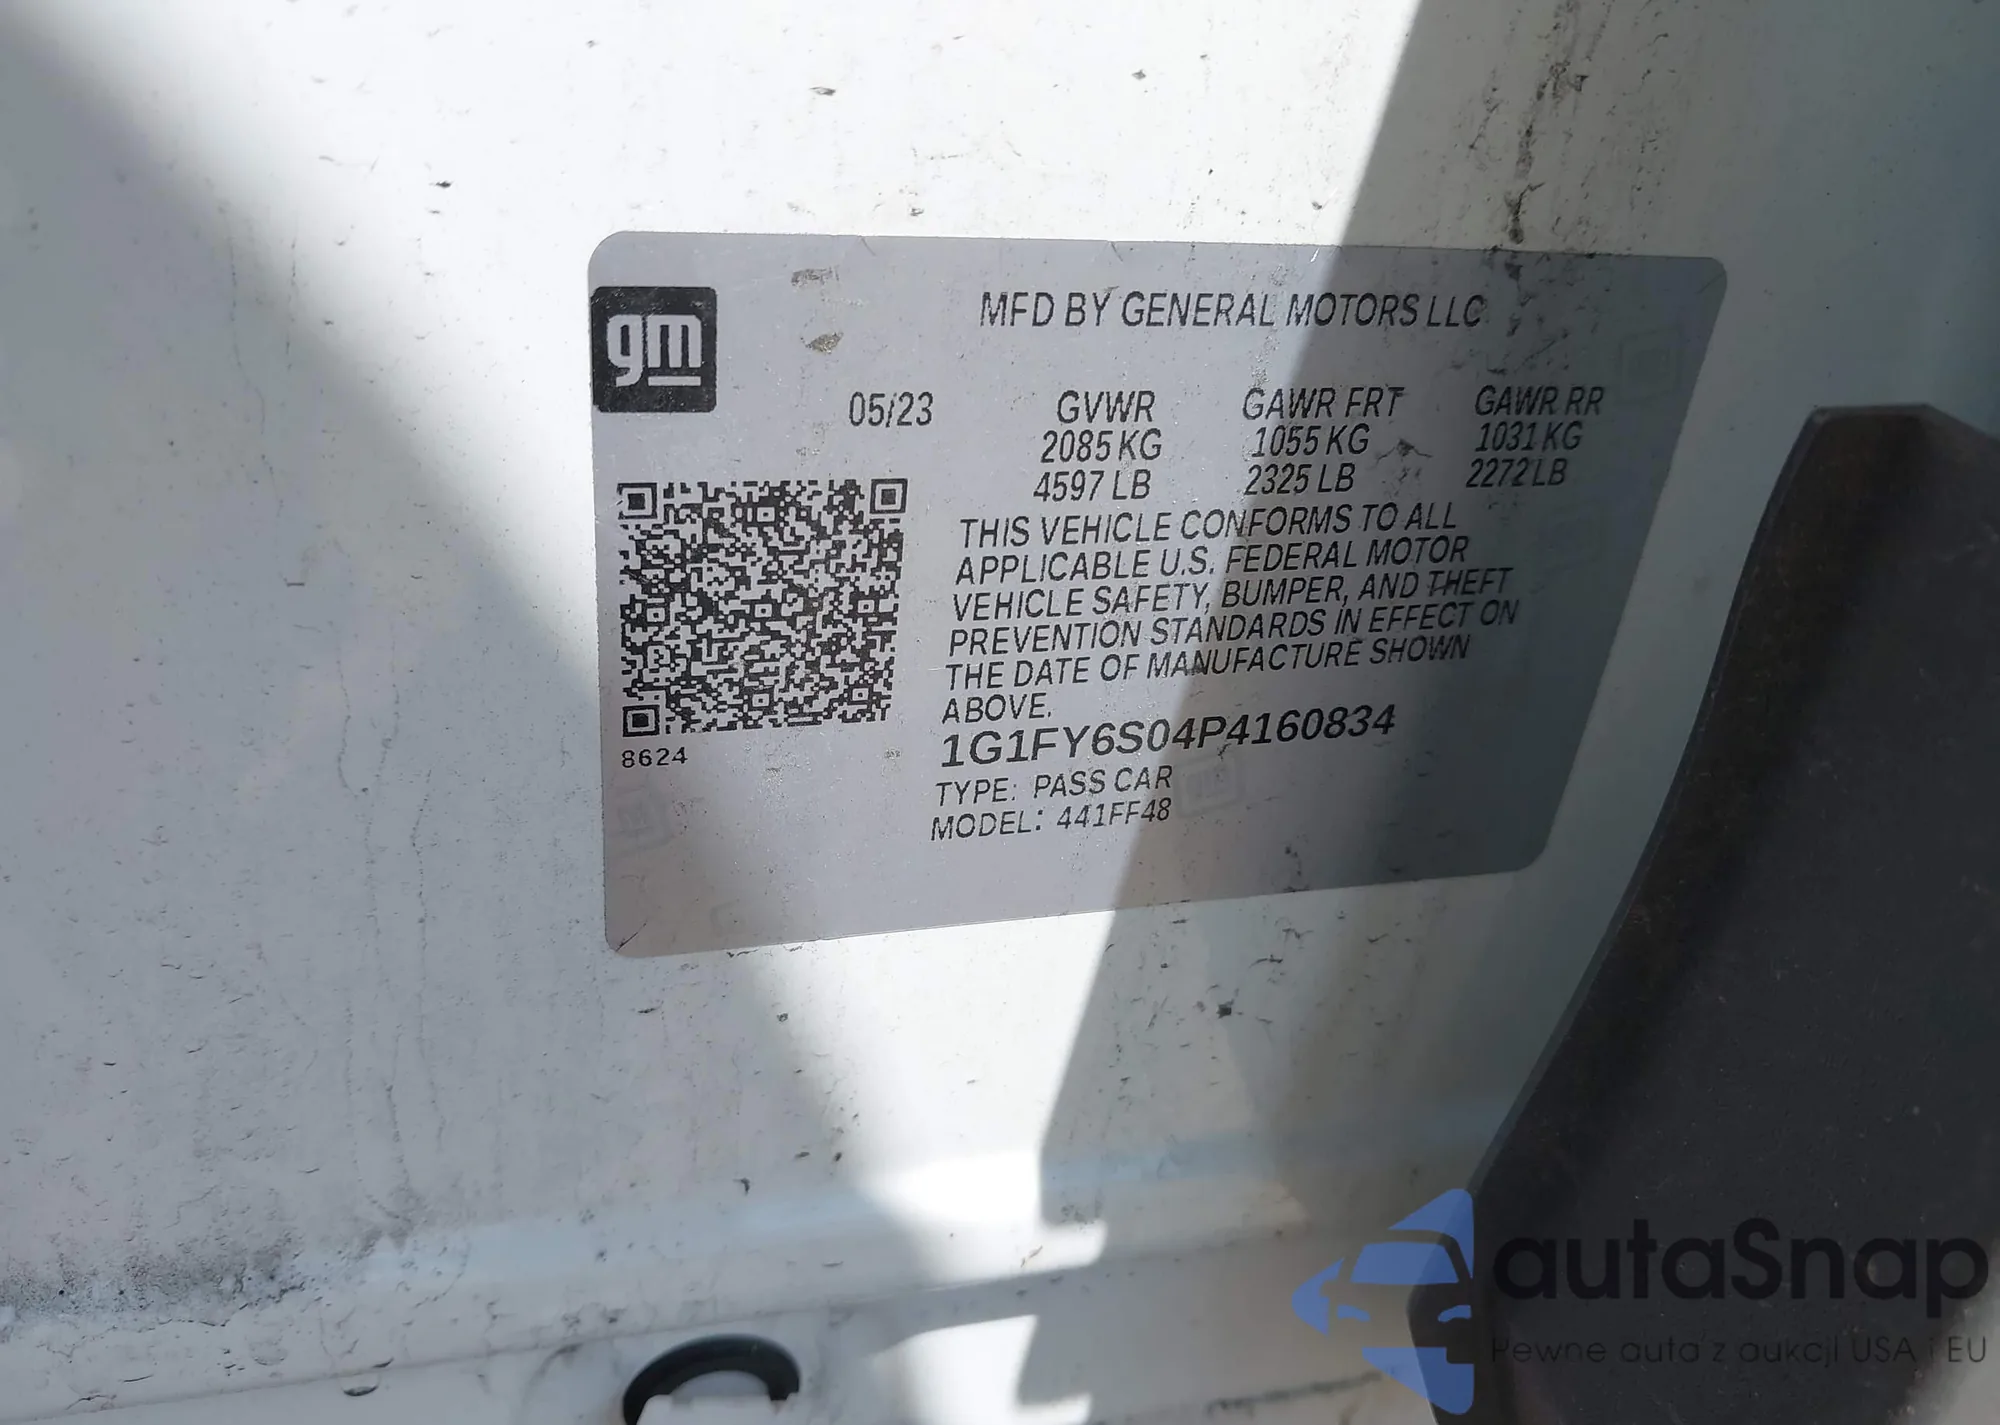 gm
MFD BY GENERAL MOTORS LLC
05/23 GVWR GAWR FRT GAWR RR
2085 KG 1055 KG 1031 KG
4597 LB 2325 LB 2272 LB
THIS VEHICLE CONFORMS TO ALL
APPLICABLE U.S. FEDERAL MOTOR
VEHICLE SAFETY, BUMPER, AND THEFT
PREVENTION STANDARDS IN EFFECT ON
THE DATE OF MANUFACTURE SHOWN
ABOVE.
8624
1G1FY6S04P4160834
TYPE: PASS CAR
MODEL: 441FF48
autaSnap
Pewne auta z aukcji USA i EU